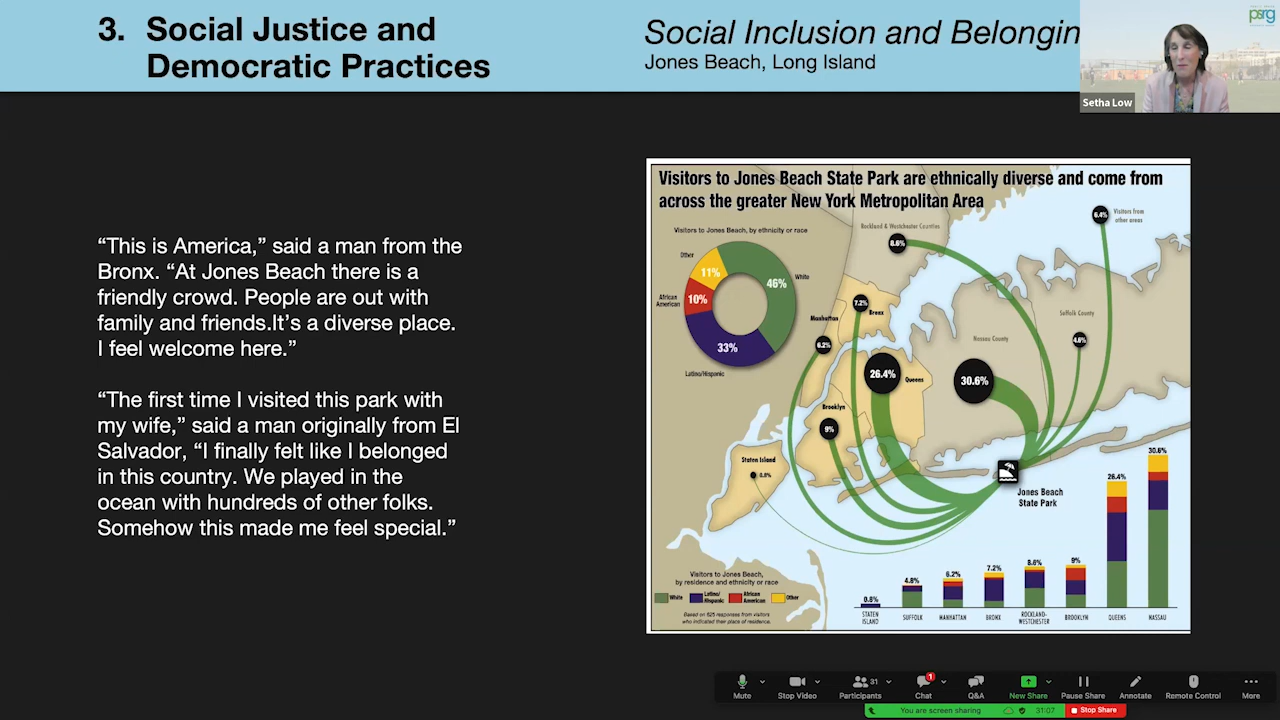 3. Social Justice and
Democratic Practices
Social Inclusion and Belongin
Jones Beach, Long Island
psrg
Setha Low
“This is America,” said a man from the
Bronx. “At Jones Beach there is a
friendly crowd. People are out with
family and friends.It’s a diverse place.
I feel welcome here.”
“The first time I visited this park with
my wife,” said a man originally from El
Salvador, “I finally felt like I belonged
in this country. We played in the
ocean with hundreds of other folks.
Somehow this made me feel special.”
Visitors to Jones Beach State Park are ethnically diverse and come from
across the greater New York Metropolitan Area
Visitors to Jones Beach, by ethnicity or race
Other
11%
White
46%
African
American
10%
33%
Latino/Hispanic
Rockland & Westchester Counties
8.6%
6.4%
Visitors from
other areas
7.2%
Bronx
Manhattan
6.2%
Suffolk County
4.6%
Nassau County
30.6%
26.4%
Queens
Brooklyn
9%
Staten Island
0.8%
Jones Beach
State Park
Visitors to Jones Beach,
by residence and ethnicity or race
White
Latino/
Hispanic
African
American
Other
Based on 625 responses from visitors
who indicated their place of residence.
0.8%
4.8%
6.2%
7.2%
8.6%
9%
26.4%
30.6%
STATEN
ISLAND
SUFFOLK
MANHATTAN
BRONX
ROCKLAND-
WESTCHESTER
BROOKLYN
QUEENS
NASSAU
Mute
Stop Video
31
Participants
1
Chat
Q&A
New Share
Pause Share
Annotate
Remote Control
More
You are screen sharing
31:07
Stop Share